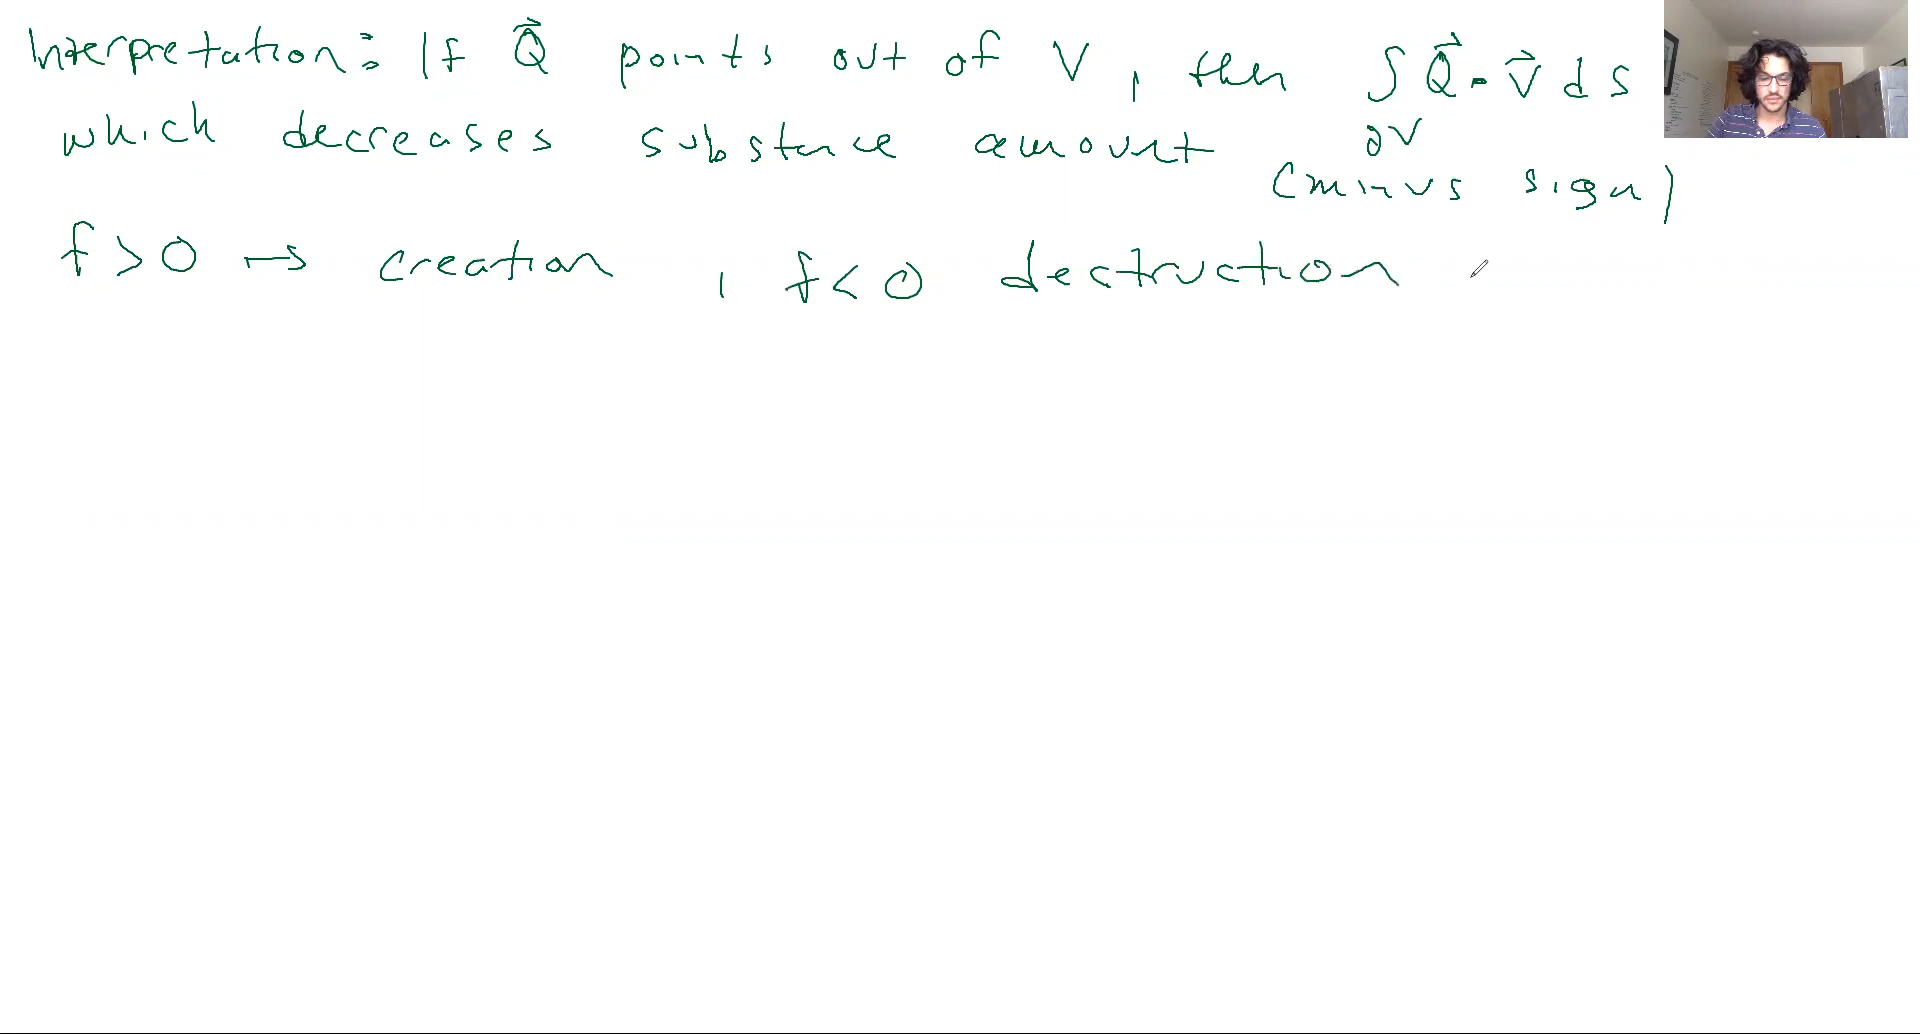 Interpretation: If Q⃗ points out of V, then ∫ Q⃗ · ν⃗ dS
∂V
which decreases substance amount
(minus sign)
f > 0 → creation, f < 0 destruction